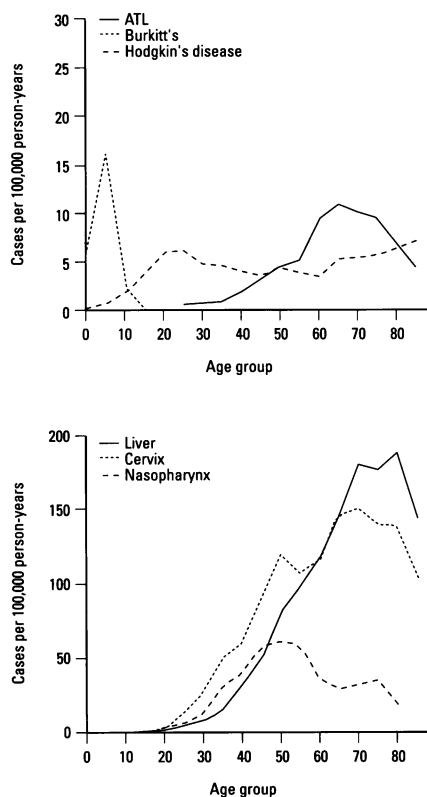 ATL
Burkitt's
Hodgkin's disease
Cases per 100,000 person-years
30
25
20
15
10
5
0
0 10 20 30 40 50 60 70 80
Age group
Liver
Cervix
Nasopharynx
Cases per 100,000 person-years
200
150
100
50
0
0 10 20 30 40 50 60 70 80
Age group